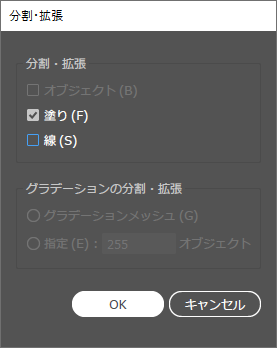 分割・拡張
分割・拡張
オブジェクト(B)
塗り(F)
線(S)
グラデーションの分割・拡張
グラデーションメッシュ(G)
指定(E)： 255 オブジェクト
OK キャンセル